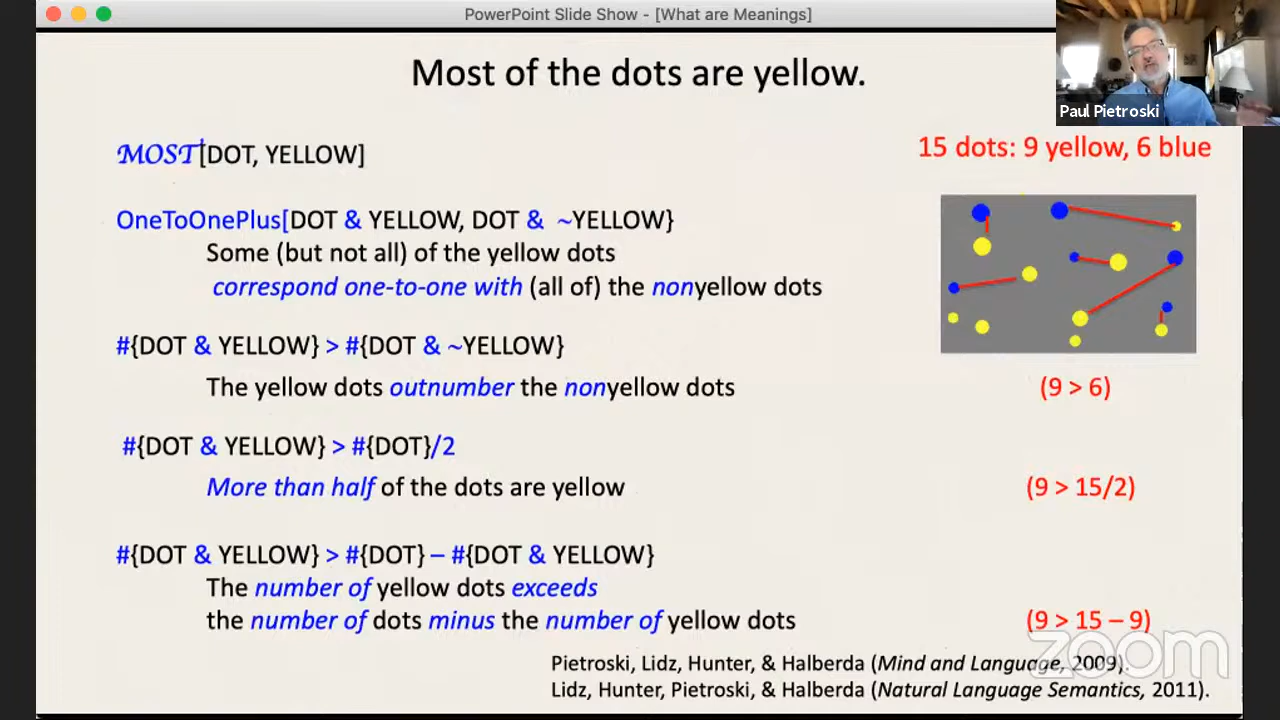 PowerPoint Slide Show - [What are Meanings]
Most of the dots are yellow.
Paul Pietroski
MOST[DOT, YELLOW]
15 dots: 9 yellow, 6 blue
OneToOnePlus[DOT & YELLOW, DOT & ~YELLOW}
Some (but not all) of the yellow dots
correspond one-to-one with (all of) the nonyellow dots
#{DOT & YELLOW} > #{DOT & ~YELLOW}
The yellow dots outnumber the nonyellow dots
(9 > 6)
#{DOT & YELLOW} > #{DOT}/2
More than half of the dots are yellow
(9 > 15/2)
#{DOT & YELLOW} > #{DOT} – #{DOT & YELLOW}
The number of yellow dots exceeds
the number of dots minus the number of yellow dots
(9 > 15 – 9)
zoom
Pietroski, Lidz, Hunter, & Halberda (Mind and Language, 2009).
Lidz, Hunter, Pietroski, & Halberda (Natural Language Semantics, 2011).